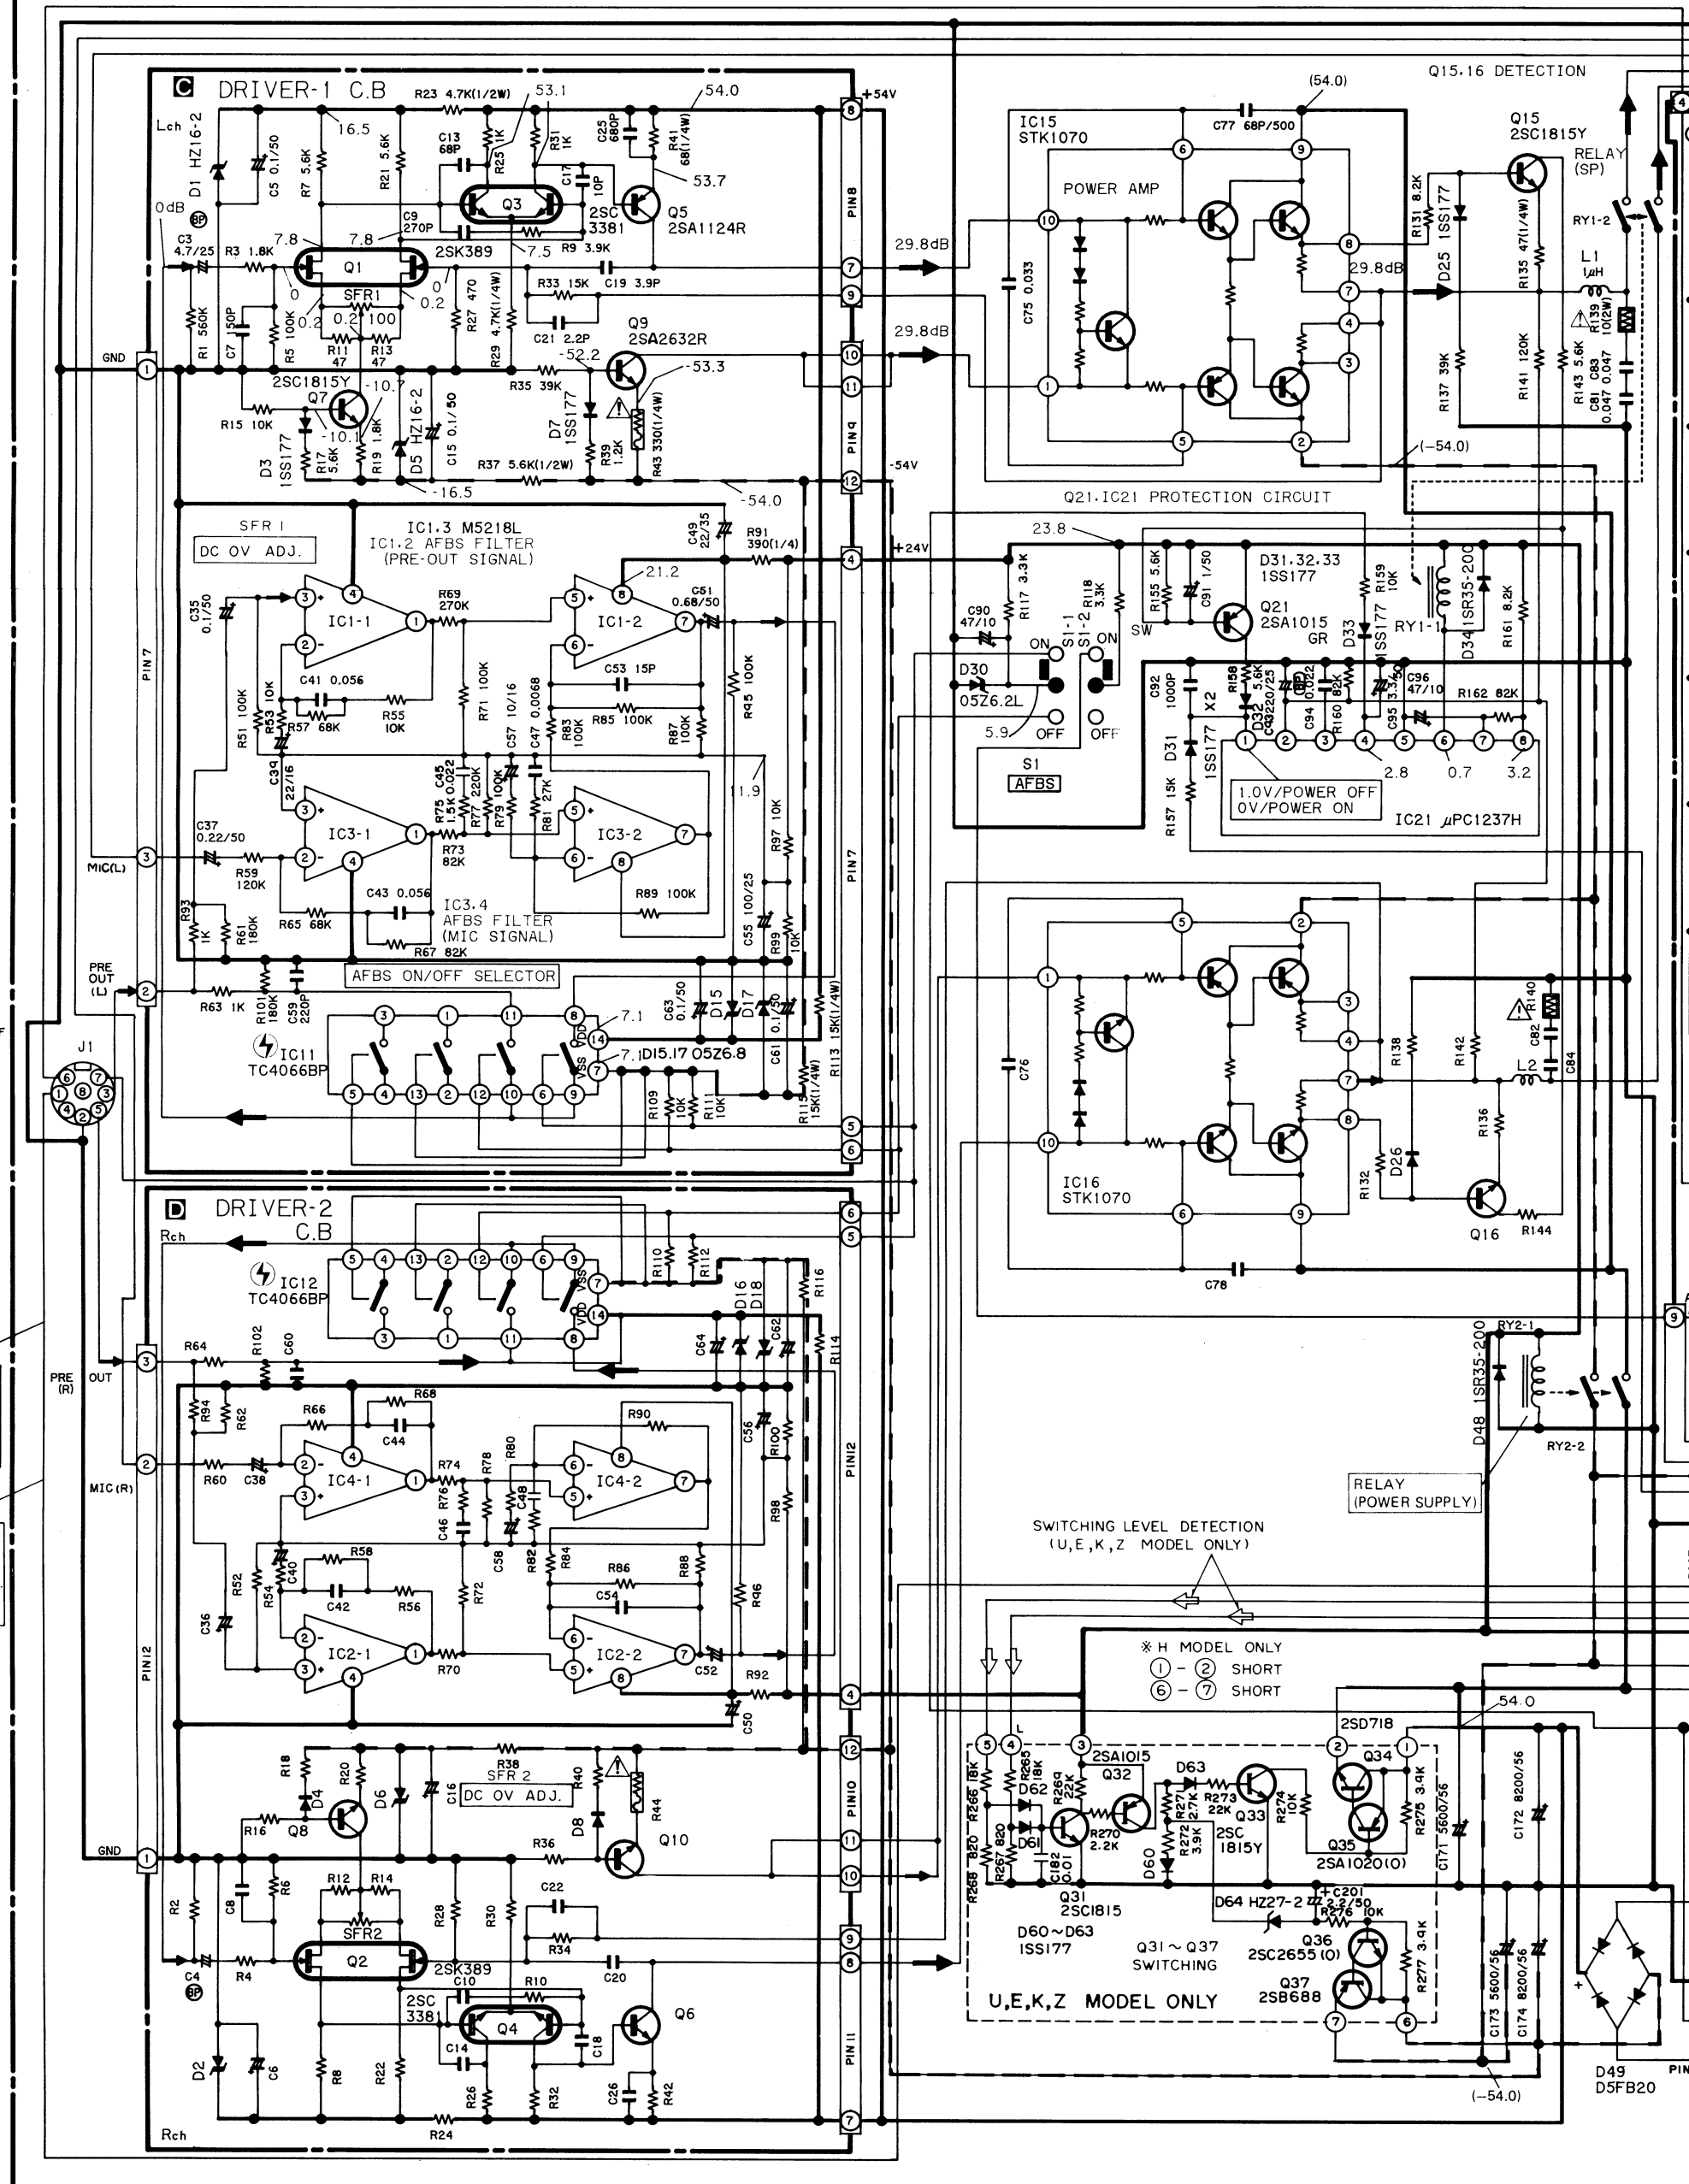 C DRIVER-1 C.B
Lch
R23 4.7K(1/2W)
53.1
54.0
+54V
(54.0)
Q15,16 DETECTION
IC15
STK1070
C77 68P/500
Q15
2SC1815Y
RELAY
(SP)
RY1-2
D1 HZ16-2
C5 0.1/50
R7 5.6K
16.5
R21 5.6K
C13
68P
R25 1K
R31
1K
C25
680P
R41
68(1/4W)
53.7
C17
10P
Q3
2SC
3381
Q5
2SA1124R
PIN8
POWER AMP
R131 8.2K
D25 1SS177
R135 47(1/4W)
0dB
BP
C3
4.7/25
R3 1.8K
7.8
7.8
C9
270P
2SK389
7.5
R9 3.9K
Q1
SFR1
0
0.2
0.2
100
0
0.2
R27 470
R29 4.7K(1/4W)
R33 15K
C19 3.9P
C21 2.2P
29.8dB
29.8dB
29.8dB
C75 0.033
L1
1μH
R139
10(2W)
R1 560K
C7 150P
R5 100K
R11
47
R13
47
Q9
2SA2632R
-52.2
-53.3
GND
2SC1815Y
Q7
-10.7
R35 39K
R15 10K
-10.1
D3
1SS177
R17
5.6K
R19 1.8K
D5 HZ16-2
C15 0.1/50
D7
1SS177
R39
1.2K
R43 330(1/4W)
R37 5.6K(1/2W)
-16.5
-54.0
PIN9
-54V
R137 39K
R141 120K
R143 5.6K
C81 C83
0.047 0.047
(-54.0)
Q21.IC21 PROTECTION CIRCUIT
SFR 1
DC 0V ADJ.
IC1,3 M5218L
IC1,2 AFBS FILTER
(PRE-OUT SIGNAL)
C49
22/35
R91
390(1/4)
+24V
23.8
21.2
C35
0.1/50
IC1-1
R69
270K
IC1-2
C51
0.68/50
PIN 7
C41 0.056
R51 100K
R53 10K
R57 68K
R55
10K
R71 100K
C57 10/16
C47 0.0068
C53 15P
R83
100K
R85 100K
R87
100K
R95 100K
C39
22/16
C45
0.022
R75
1.5K
R77 220K
R79 100K
R81 27K
11.9
IC3-1
IC3-2
R73
82K
C37
0.22/50
MIC(L)
R59
120K
R97 10K
PIN7
C43 0.056
R65 68K
R67 82K
IC3,4
AFBS FILTER
(MIC SIGNAL)
R89 100K
C55 100/25
R99
10K
R93
1K
R61
180K
PRE
OUT
(L)
AFBS ON/OFF SELECTOR
R63 1K
R101
180K
C59
220P
C63
0.1/50
D15
D17
C61 0.1/50
R113 15K(1/4W)
7.1
VDD
VSS
7.1
D15.17 05Z6.8
IC11
TC4066BP
R109
10K
R111
10K
R115
15K(1/4W)
J1
C90
47/10
R117 3.3K
R118
3.3K
S1-1
S1-2
ON
ON
SW
D30
05Z6.2L
5.9
OFF
OFF
S1
AFBS
R155 5.6K
C91 1/50
D31,32,33
1SS177
Q21
2SA1015
GR
R159
10K
D33
1SS177
RY1-1
D34 1SR35-200
R161 8.2K
C92
1000P
X2
R158
5.6K
D32
C93
220/25
BP
C94
0.022
R160
82K
C95 3.3/50
C96
47/10
R162 82K
D31
1SS177
R157 15K
2.8
0.7
3.2
1.0V/POWER OFF
0V/POWER ON
IC21 μPC1237H
C76
R138
R142
R140
C82
C84
L2
R136
R132
D26
IC16
STK1070
Q16
R144
C78
D DRIVER-2
C.B
Rch
IC12
TC4066BP
VSS
VDD
R110
R112
D16
D18
R116
C64
C62
R114
R64
R102
C60
PRE OUT
(R)
R94
R62
R66
R68
C44
R90
C56
R100
MIC (R)
R60
C38
IC4-1
R74
R76
R78
R80
C48
IC4-2
R98
PIN12
C46
C58
R82
R84
R88
R52
R54
C40
R58
C42
R56
R72
R86
C54
R96
C36
IC2-1
R70
IC2-2
C52
R92
C50
PIN12
RY2-1
D48 1SR35-200
RY2-2
RELAY
(POWER SUPPLY)
SWITCHING LEVEL DETECTION
(U,E,K,Z MODEL ONLY)
※ H MODEL ONLY
① - ② SHORT
⑥ - ⑦ SHORT
54.0
R18
D4
R20
Q8
R16
D6
C16
R38
SFR 2
DC 0V ADJ.
R40
D8
R44
Q10
R36
PIN10
GND
R2
C8
R6
R12
R14
SFR2
R28
R30
C22
R34
Q2
2SK389
C4
BP
R4
C10
R10
C20
2SC
3381
Q4
Q6
C14
C18
D2
C6
R8
R22
R26
R32
C26
R42
R24
PIN11
Rch
L
R266 18K
R265
18K
D62
D61
R269
22K
2SA1015
Q32
D63
R271
2.7K
R273
22K
Q33
2SC
1815Y
R274
10K
2SD718
Q34
Q35
2SA1020(O)
R275 3.9K
C171 5600/56
C172 8200/56
R268 820
R267 820
C182
0.01
R270
2.2K
R272
3.9K
D60
Q31
2SC1815
D60~D63
1SS177
D64 HZ27-2
C201
2.2/50
R276 10K
Q36
2SC2655(O)
Q31~Q37
SWITCHING
Q37
2SB688
R277 3.9K
C173 5600/56
C174 8200/56
U,E,K,Z MODEL ONLY
(-54.0)
D49
D5FB20
PIN